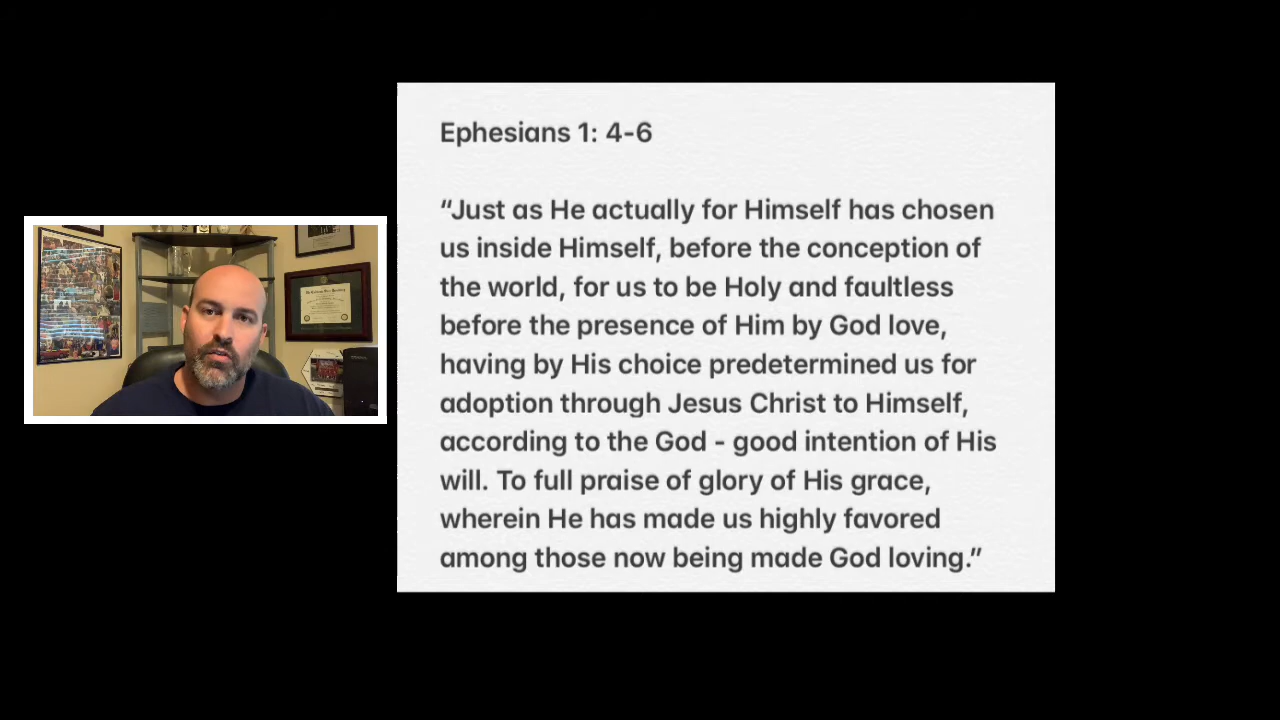 Ephesians 1: 4-6
“Just as He actually for Himself has chosen
us inside Himself, before the conception of
the world, for us to be Holy and faultless
before the presence of Him by God love,
having by His choice predetermined us for
adoption through Jesus Christ to Himself,
according to the God - good intention of His
will. To full praise of glory of His grace,
wherein He has made us highly favored
among those now being made God loving.”